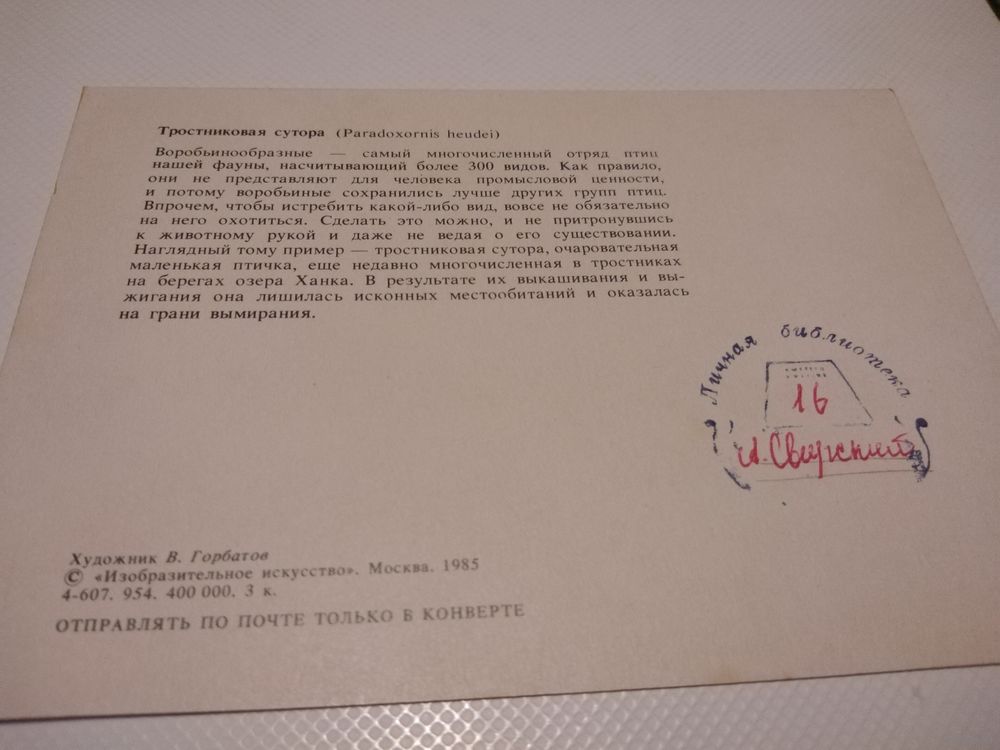 Тростниковая сутора (Paradoxornis heudei)
Воробьинообразные — самый многочисленный отряд птиц
нашей фауны, насчитывающий более 300 видов. Как правило,
они не представляют для человека промысловой ценности,
и потому воробьиные сохранились лучше других групп птиц.
Впрочем, чтобы истребить какой-либо вид, вовсе не обязательно
на него охотиться. Сделать это можно, и не притронувшись
к животному рукой и даже не ведая о его существовании.
Наглядный тому пример — тростниковая сутора, очаровательная
маленькая птичка, еще недавно многочисленная в тростниках
на берегах озера Ханка. В результате их выкашивания и вы-
жигания она лишилась исконных местообитаний и оказалась
на грани вымирания.
Личная библиотека
16
А. Свирский
Художник В. Горбатов
© «Изобразительное искусство». Москва. 1985
4-607. 954. 400 000. 3 к.
ОТПРАВЛЯТЬ ПО ПОЧТЕ ТОЛЬКО В КОНВЕРТЕ